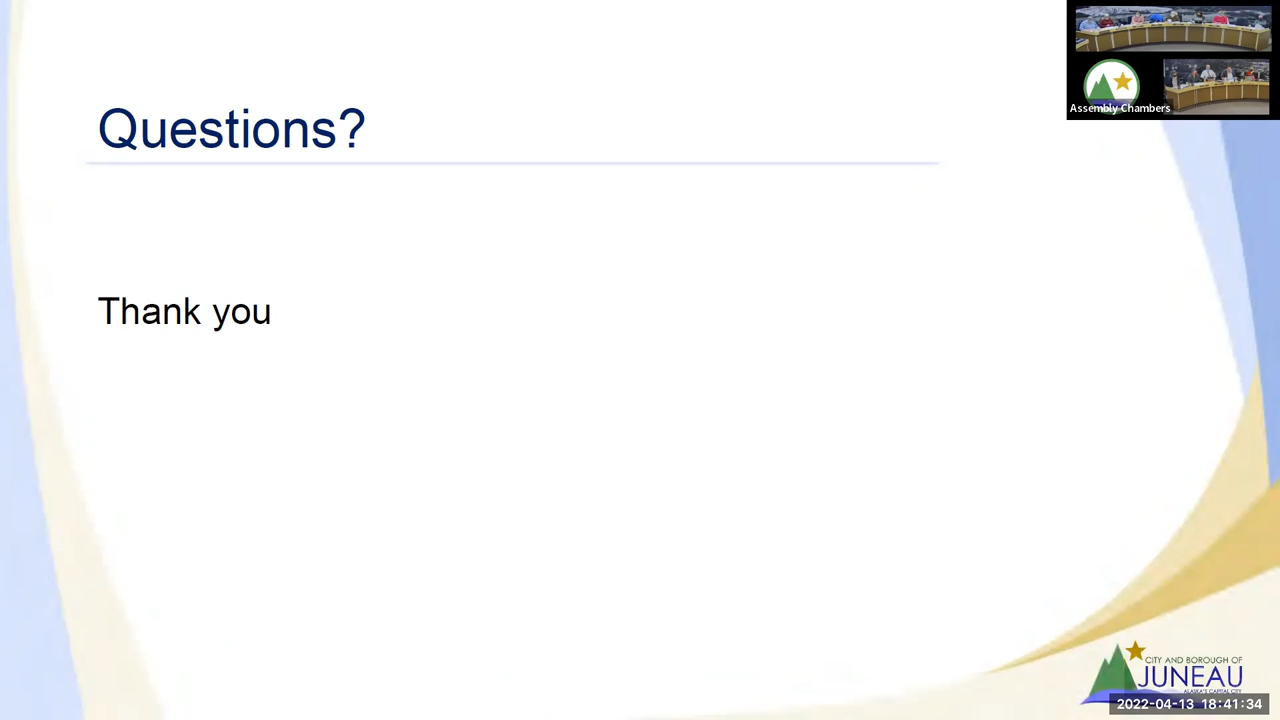 Questions?
Thank you
Assembly Chambers
CITY AND BOROUGH OF
JUNEAU
ALASKA'S CAPITAL CITY
2022-04-13 18:41:34